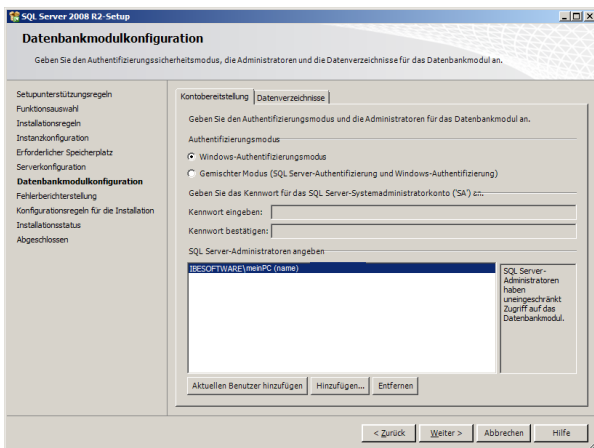 SQL Server 2008 R2-Setup
Datenbankmodulkonfiguration
Geben Sie den Authentifizierungssicherheitsmodus, die Administratoren und die Datenverzeichnisse für das Datenbankmodul an.
Setupunterstützungsregeln
Funktionsauswahl
Installationsregeln
Instanzkonfiguration
Erforderlicher Speicherplatz
Serverkonfiguration
Datenbankmodulkonfiguration
Fehlerberichterstellung
Konfigurationsregeln für die Installation
Installationsstatus
Abgeschlossen
Kontobereitstellung Datenverzeichnisse
Geben Sie den Authentifizierungsmodus und die Administratoren für das Datenbankmodul an.
Authentifizierungsmodus
Windows-Authentifizierungsmodus
Gemischter Modus (SQL Server-Authentifizierung und Windows-Authentifizierung)
Geben Sie das Kennwort für das SQL Server-Systemadministratorkonto ('SA') an.
Kennwort eingeben:
Kennwort bestätigen:
SQL Server-Administratoren angeben
IBESOFTWARE\meinPC (name)
SQL Server-
Administratoren
haben
uneingeschränkt
Zugriff auf das
Datenbankmodul.
Aktuellen Benutzer hinzufügen Hinzufügen... Entfernen
< Zurück Weiter > Abbrechen Hilfe